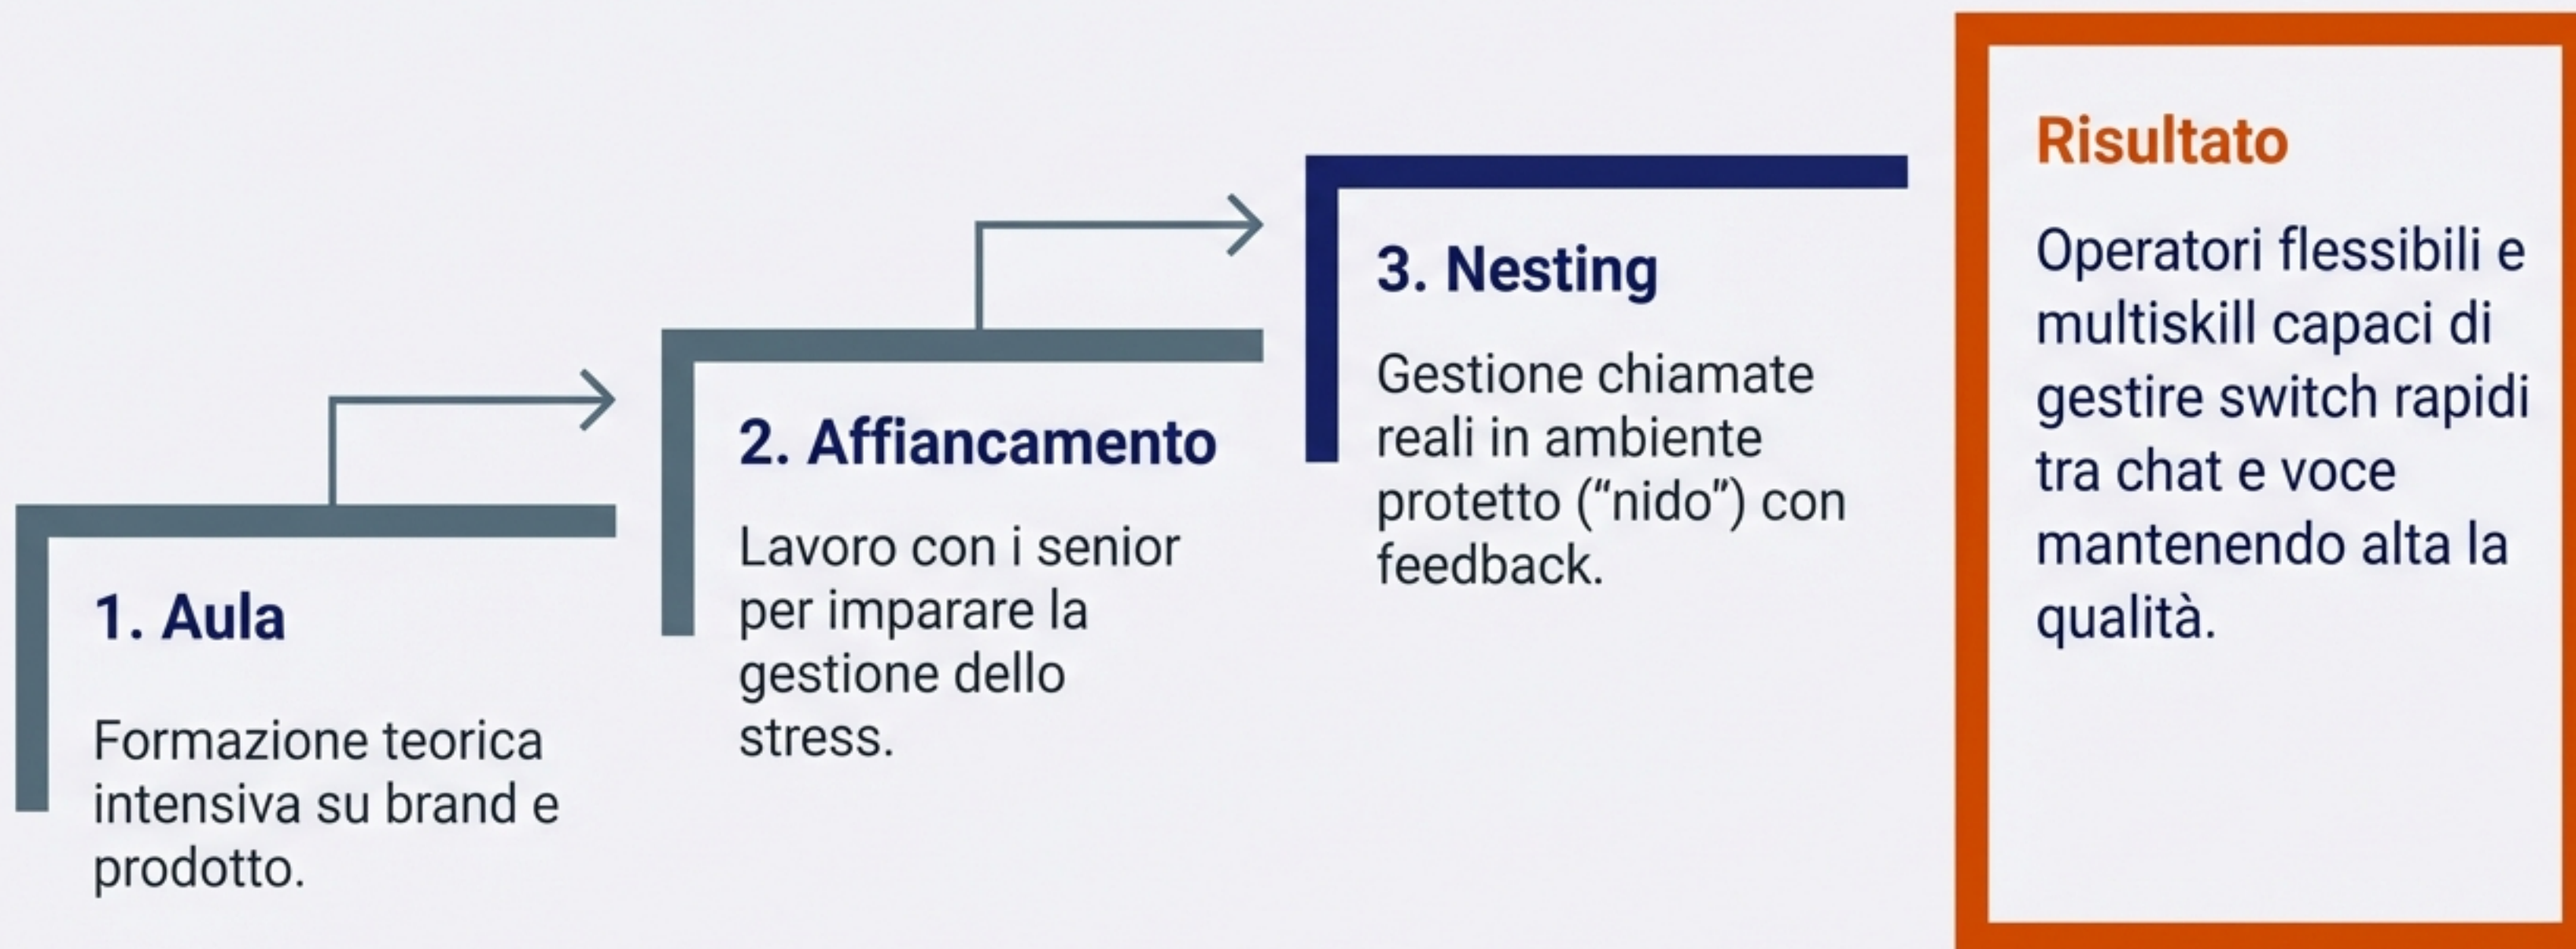 1. Aula
Formazione teorica
intensiva su brand e
prodotto.
2. Affiancamento
Lavoro con i senior
per imparare la
gestione dello
stress.
3. Nesting
Gestione chiamate
reali in ambiente
protetto (“nido”) con
feedback.
Risultato
Operatori flessibili e
multiskill capaci di
gestire switch rapidi
tra chat e voce
mantenendo alta la
qualità.